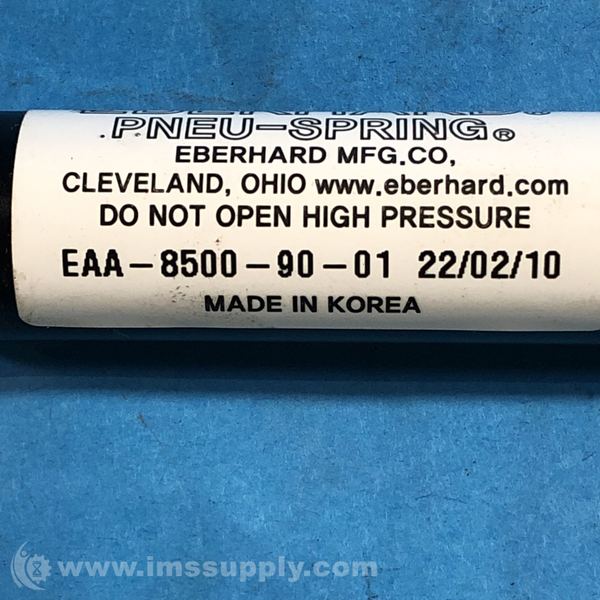 EBERHARD
PNEU-SPRING®
EBERHARD MFG.CO,
CLEVELAND, OHIO www.eberhard.com
DO NOT OPEN HIGH PRESSURE
EAA-8500-90-01 22/02/10
MADE IN KOREA
www.imssupply.com